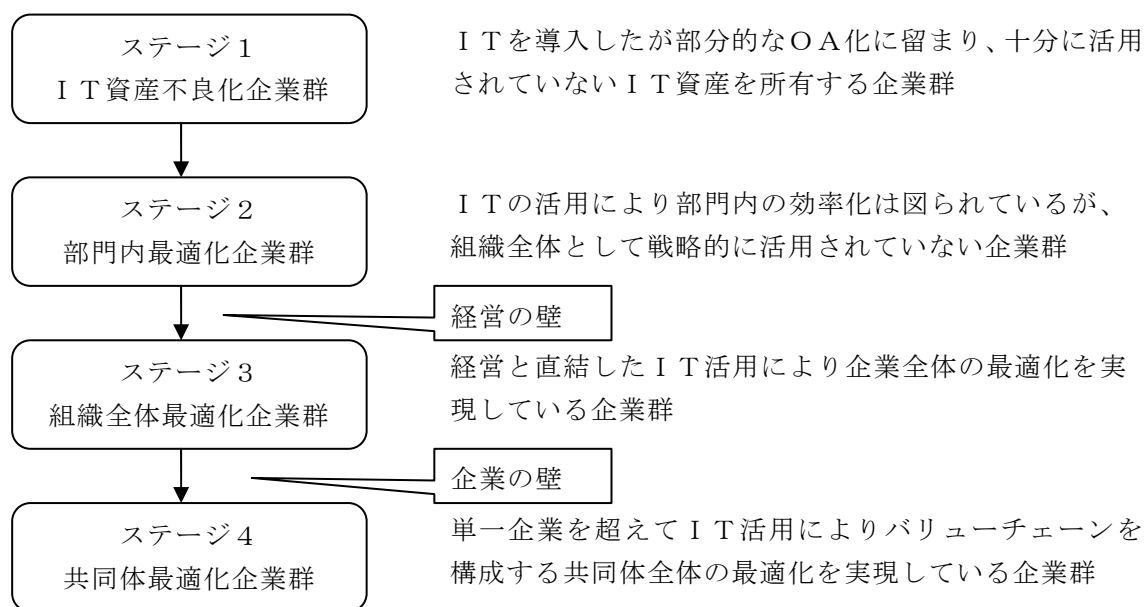 ステージ1
IT資産不良化企業群
ITを導入したが部分的なOA化に留まり、十分に活用
されていないIT資産を所有する企業群
ステージ2
部門内最適化企業群
ITの活用により部門内の効率化は図られているが、
組織全体として戦略的に活用されていない企業群
経営の壁
ステージ3
組織全体最適化企業群
経営と直結したIT活用により企業全体の最適化を実
現している企業群
企業の壁
ステージ4
共同体最適化企業群
単一企業を超えてIT活用によりバリューチェーンを
構成する共同体全体の最適化を実現している企業群